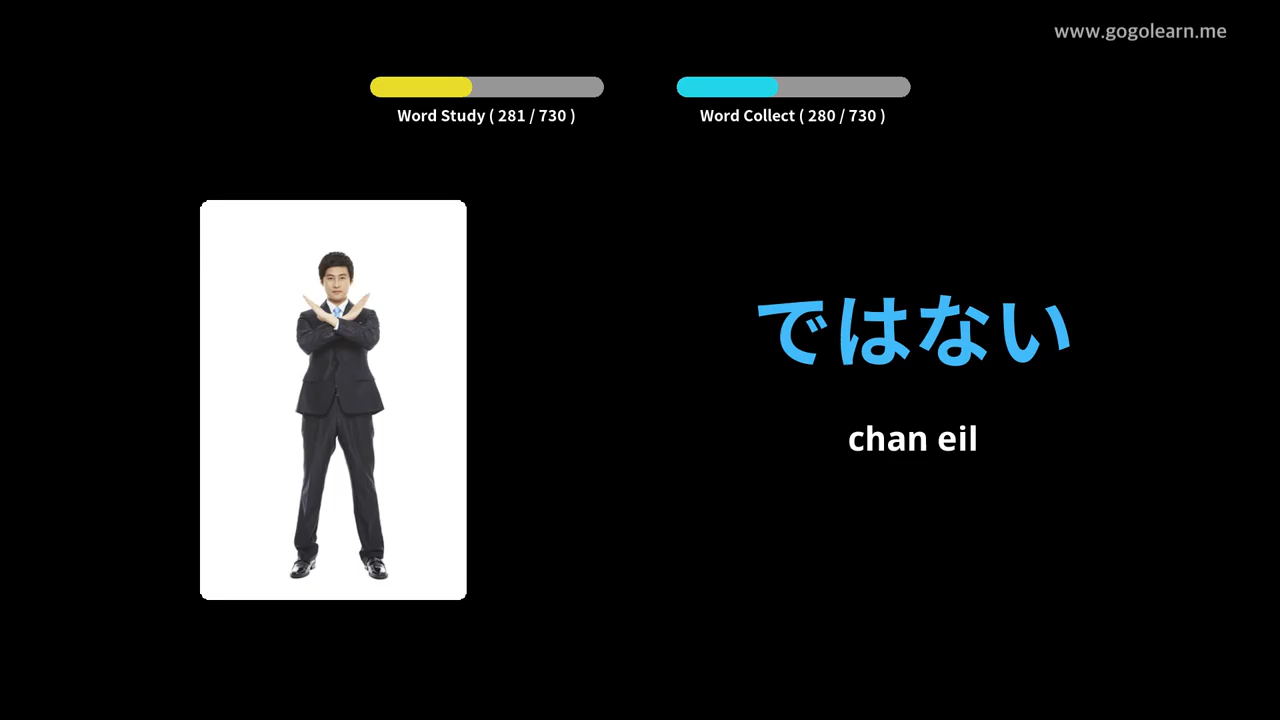 www.gogolearn.me
Word Study ( 281 / 730 )
Word Collect ( 280 / 730 )
ではない
chan eil